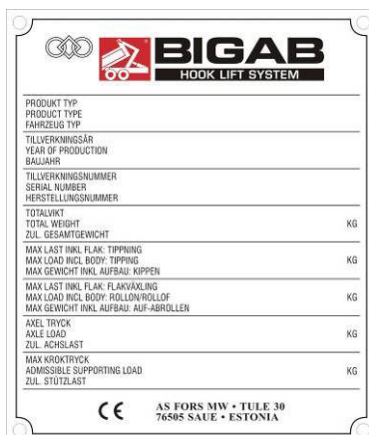 BIGAB
HOOK LIFT SYSTEM
PRODUKT TYP
PRODUCT TYPE
FAHRZEUG TYP
TILLVERKNINGSÅR
YEAR OF PRODUCTION
BAUJAHR
TILLVERKNINGSNUMMER
SERIAL NUMBER
HERSTELLUNGSNUMMER
TOTALVIKT
TOTAL WEIGHT KG
ZUL. GESAMTGEWICHT
MAX LAST INKL FLAK: TIPPNING
MAX LOAD INCL BODY: TIPPING KG
MAX GEWICHT INKL AUFBAU: KIPPEN
MAX LAST INKL FLAK: FLAKVÄXLING
MAX LOAD INCL BODY: ROLLON/ROLLOF KG
MAX GEWICHT INKL AUFBAU: AUF-ABROLLEN
AXEL TRYCK
AXLE LOAD KG
ZUL. ACHSLAST
MAX KROKTRYCK
ADMISSIBLE SUPPORTING LOAD KG
ZUL. STÜTZLAST
CE AS FORS MW • TULE 30
76505 SAUE • ESTONIA